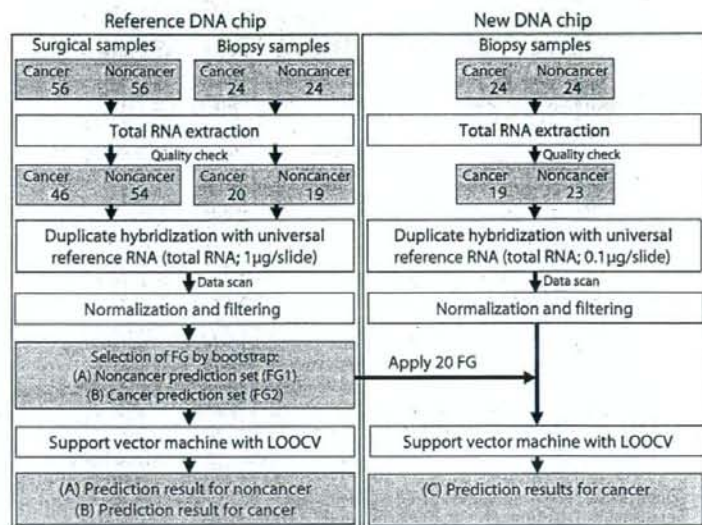 Reference DNA chip
Surgical samples Biopsy samples
Cancer Noncancer Cancer Noncancer
56 56 24 24
Total RNA extraction
Quality check
Cancer Noncancer Cancer Noncancer
46 54 20 19
Duplicate hybridization with universal
reference RNA (total RNA; 1μg/slide)
Data scan
Normalization and filtering
Selection of FG by bootstrap:
(A) Noncancer prediction set (FG1)
(B) Cancer prediction set (FG2)
Apply 20 FG
Support vector machine with LOOCV
(A) Prediction result for noncancer
(B) Prediction result for cancer
New DNA chip
Biopsy samples
Cancer Noncancer
24 24
Total RNA extraction
Quality check
Cancer Noncancer
19 23
Duplicate hybridization with universal
reference RNA (total RNA; 0.1μg/slide)
Data scan
Normalization and filtering
Support vector machine with LOOCV
(C) Prediction results for cancer